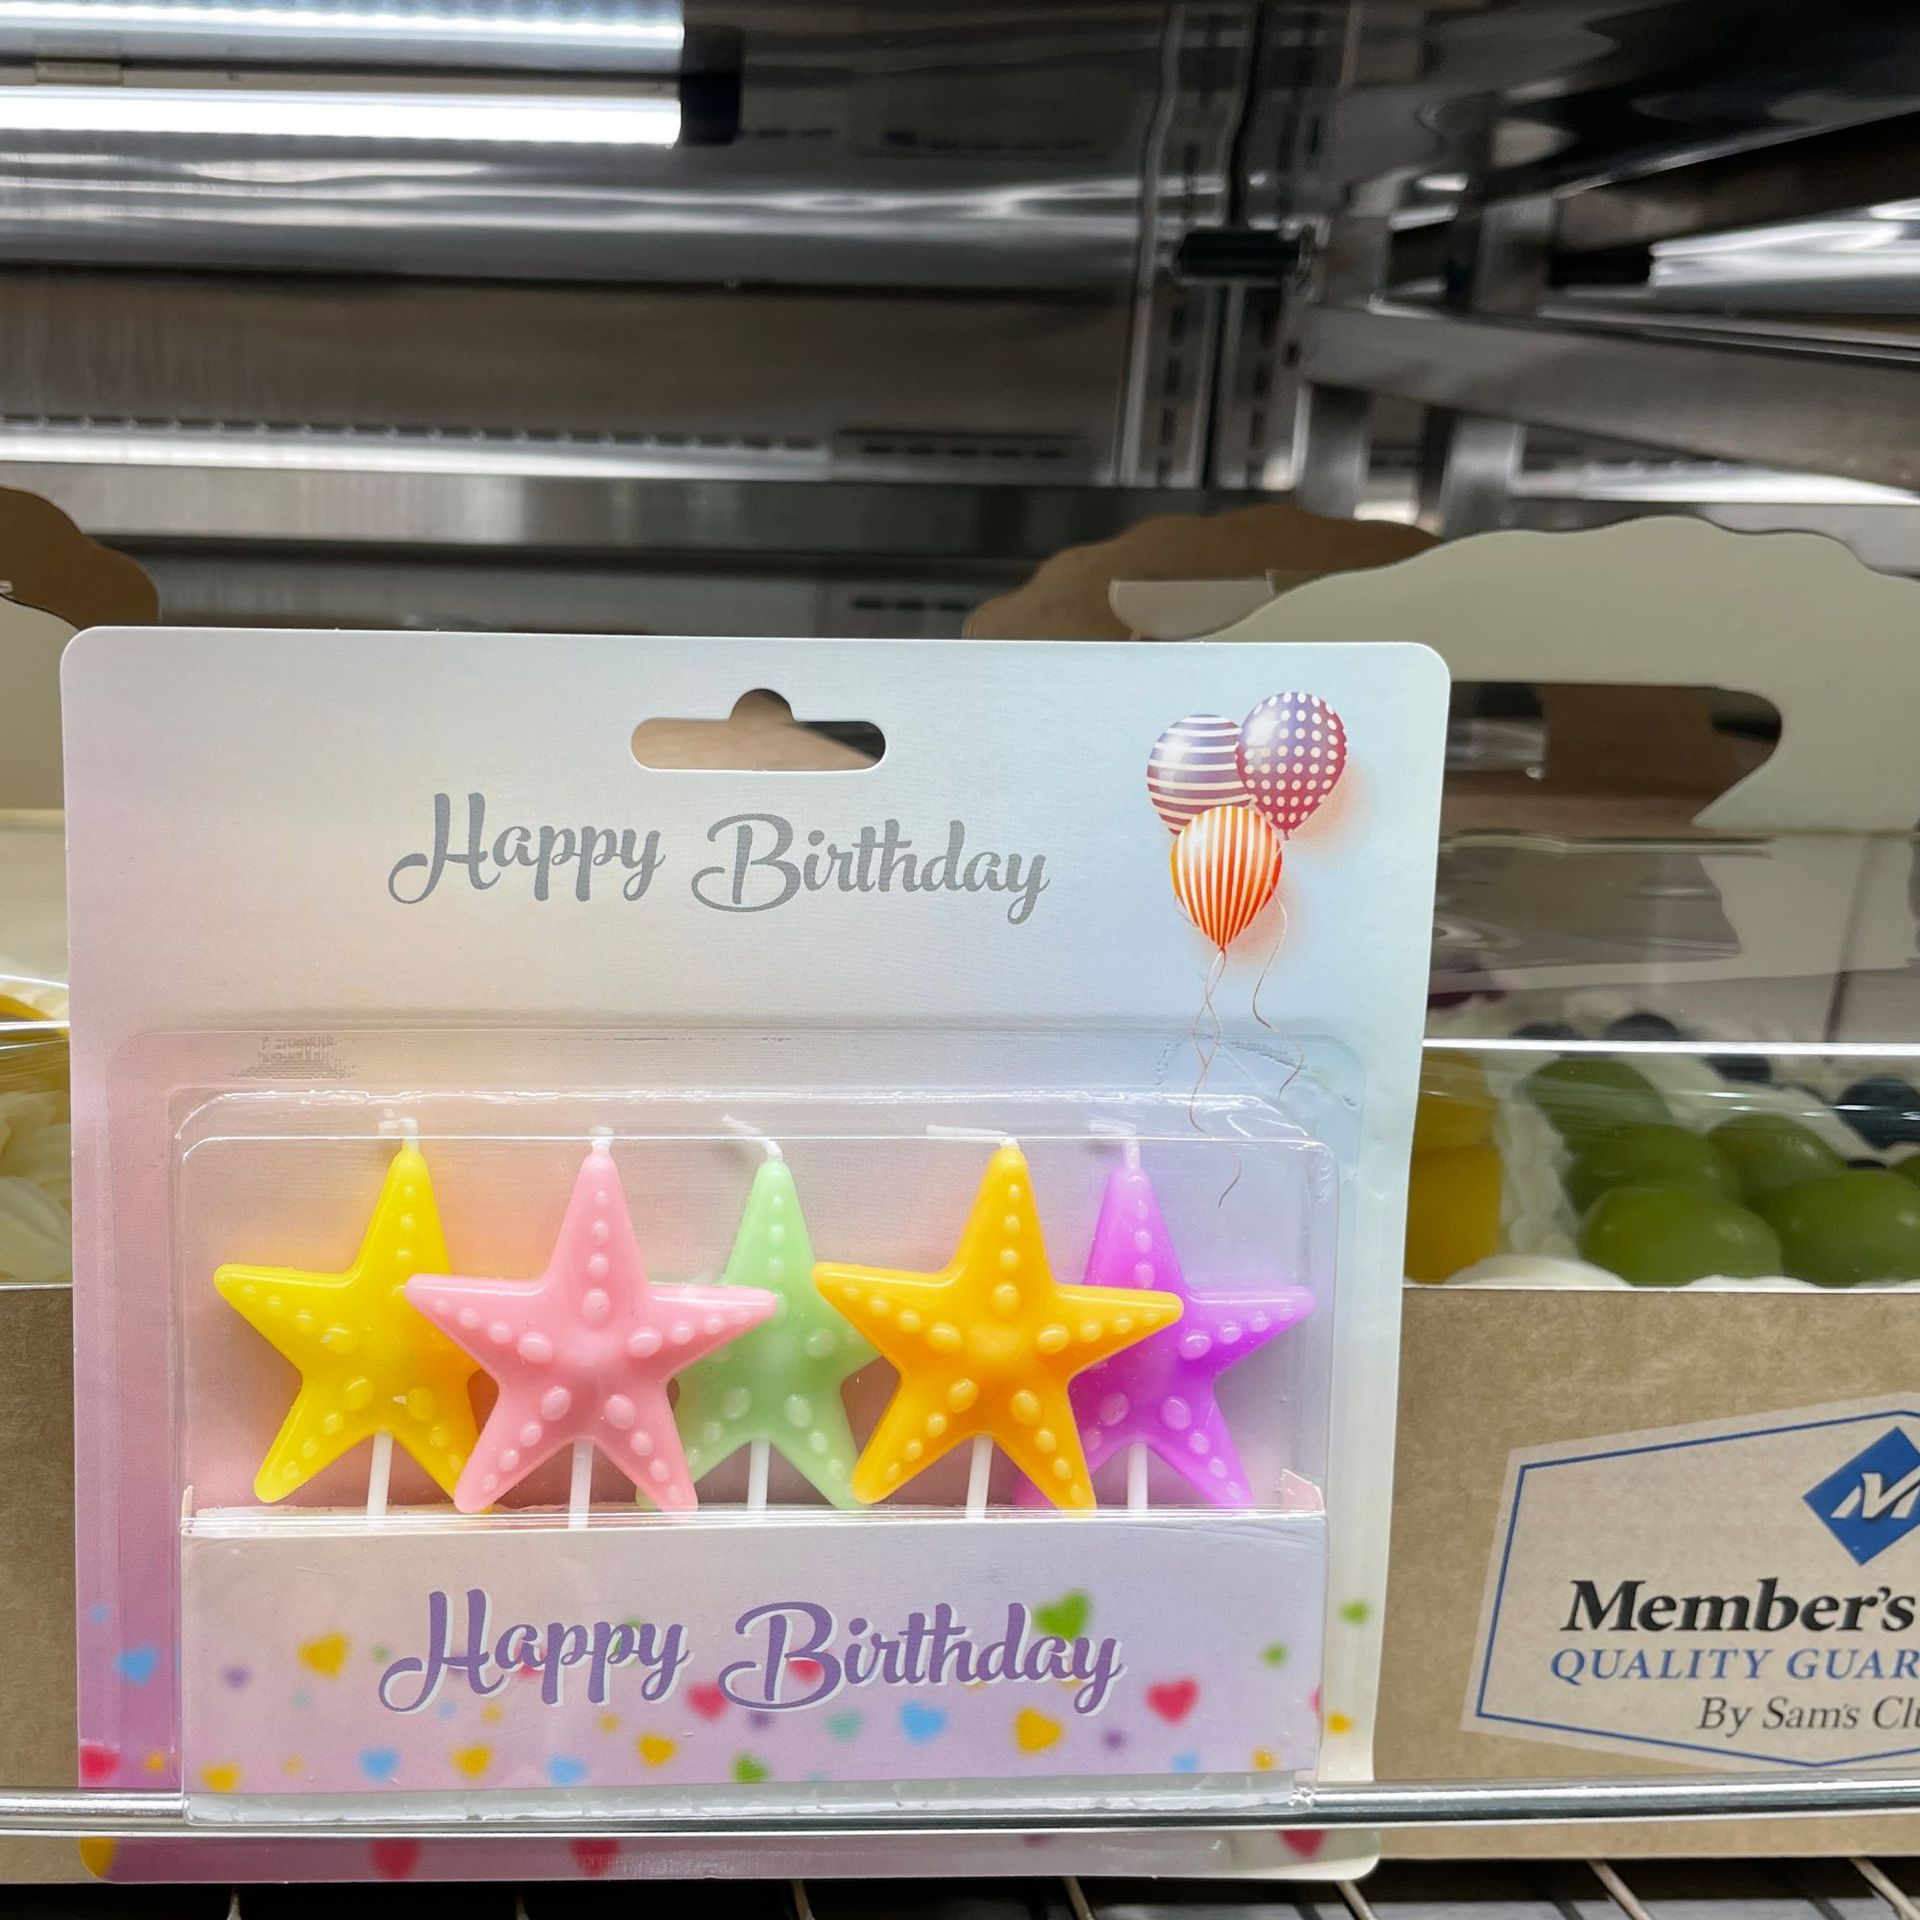 Happy Birthday
Happy Birthday
Member's
QUALITY GUAR
By Sam's Clu